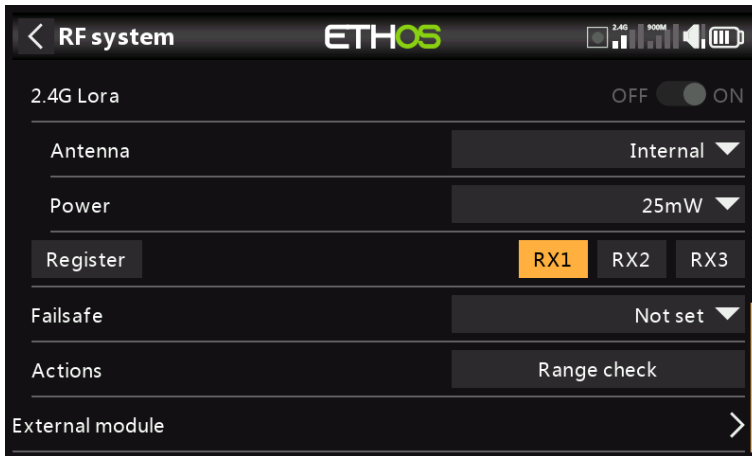 RF system ETHOS 2.4G 900M
2.4G Lora OFF ON
Antenna Internal
Power 25mW
Register RX1 RX2 RX3
Failsafe Not set
Actions Range check
External module